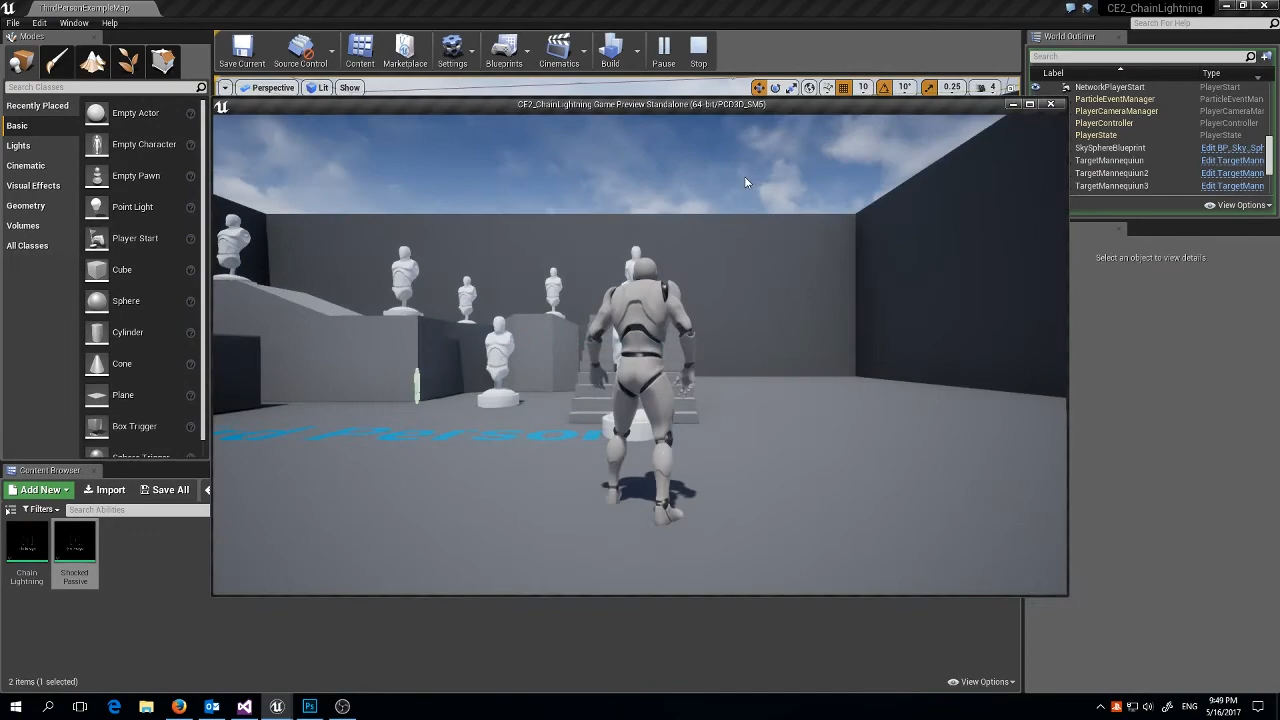 ThirdPersonExampleMap
CE2_ChainLightning
File Edit Window Help
Search For Help
Modes
Search Classes
Recently Placed
Basic
Lights
Cinematic
Visual Effects
Geometry
Volumes
All Classes
Empty Actor
Empty Character
Empty Pawn
Point Light
Player Start
Cube
Sphere
Cylinder
Cone
Plane
Box Trigger
Sphere Trigger
Save Current
Source Control
Content
Marketplace
Settings
Blueprints
Cinematics
Build
Pause
Stop
Perspective
Lit
Show
10
10°
0.25
4
CE2_ChainLightning Game Preview Standalone (64-bit/PCD3D_SM5)
World Outliner
Search
Label Type
NetworkPlayerStart PlayerStart
ParticleEventManager ParticleEventMan
PlayerCameraManager PlayerCameraMar
PlayerController PlayerController
PlayerState PlayerState
SkySphereBlueprint Edit BP_Sky_Sph
TargetMannequiun Edit TargetMann
TargetMannequiun2 Edit TargetMann
TargetMannequiun3 Edit TargetMann
View Options
Select an object to view details
Content Browser
Add New Import Save All
Filters
Search Abilities
Chain
Lightning
Shocked
Passive
2 items (1 selected)
View Options
9:49 PM
5/16/2017